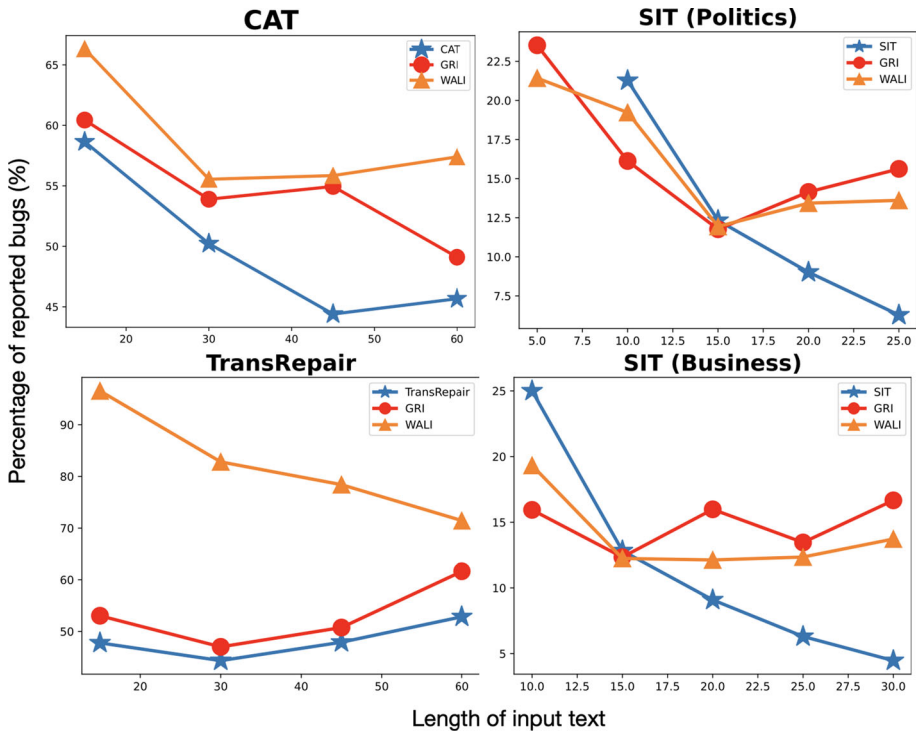 CAT
SIT (Politics)
CAT
GRI
WALI
65
60
55
50
45
20
30
40
50
60
SIT
GRI
WALI
22.5
20.0
17.5
15.0
12.5
10.0
7.5
5.0
7.5
10.0
12.5
15.0
17.5
20.0
22.5
25.0
Percentage of reported bugs (%)
TransRepair
SIT (Business)
TransRepair
GRI
WALI
90
80
70
60
50
20
30
40
50
60
SIT
GRI
WALI
25
20
15
10
5
10.0
12.5
15.0
17.5
20.0
22.5
25.0
27.5
30.0
Length of input text